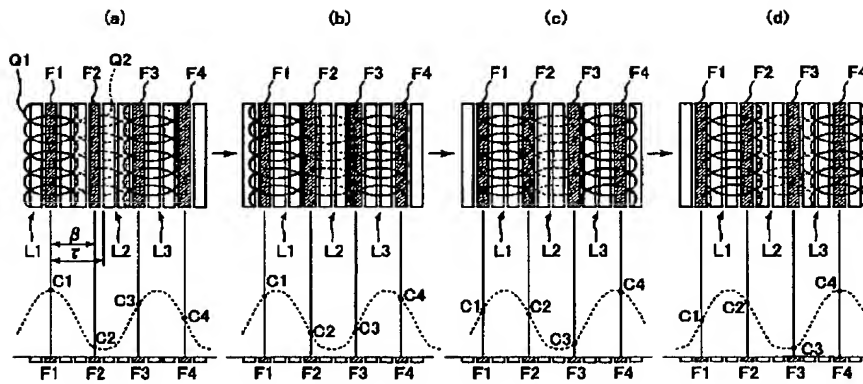 (a) (b) (c) (d)
Q1 F1 F2 Q2 F3 F4 F1 F2 F3 F4 F1 F2 F3 F4 F1 F2 F3 F4
L1 β τ L2 L3 L1 L2 L3 L1 L2 L3 L1 L2 L3
C1 C2 C3 C4 C1 C2 C3 C4 C1 C2 C3 C4 C1 C2 C3 C4
F1 F2 F3 F4 F1 F2 F3 F4 F1 F2 F3 F4 F1 F2 F3 F4